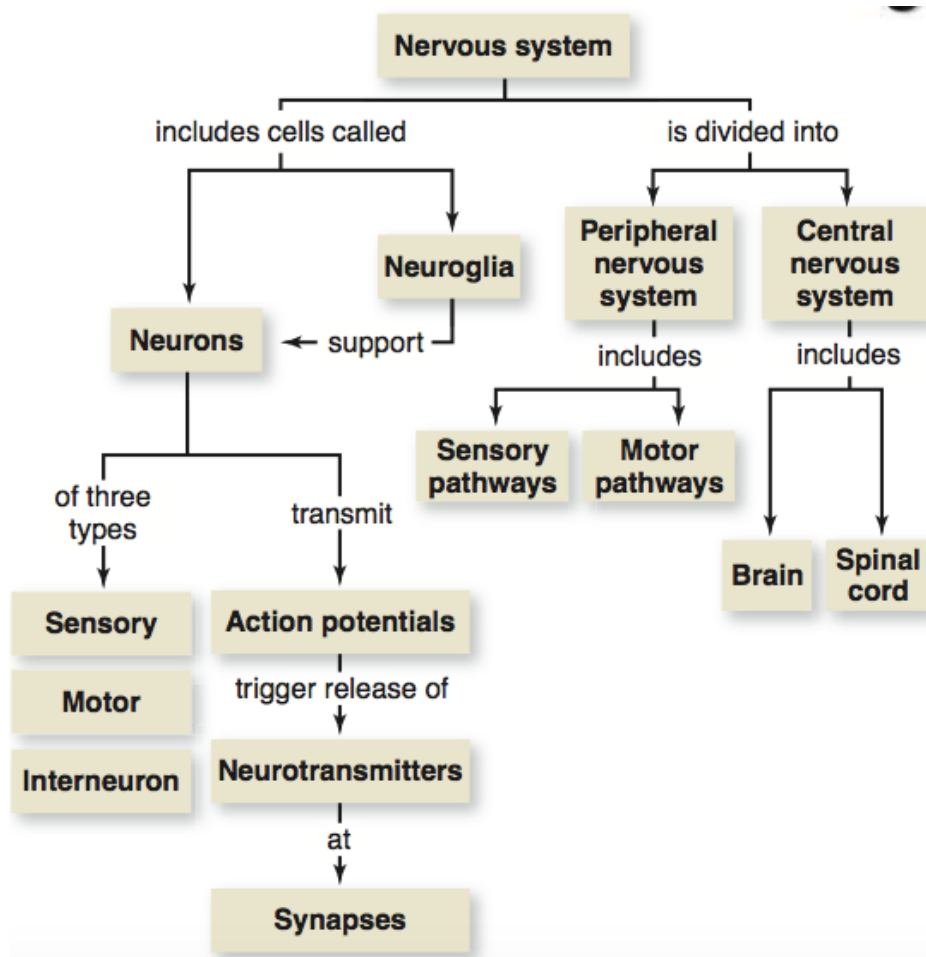 Nervous system
includes cells called
is divided into
Peripheral
nervous
system
Central
nervous
system
Neuroglia
Neurons
support
includes
includes
Sensory
pathways
Motor
pathways
of three
types
transmit
Brain
Spinal
cord
Sensory
Action potentials
trigger release of
Motor
Interneuron
Neurotransmitters
at
Synapses